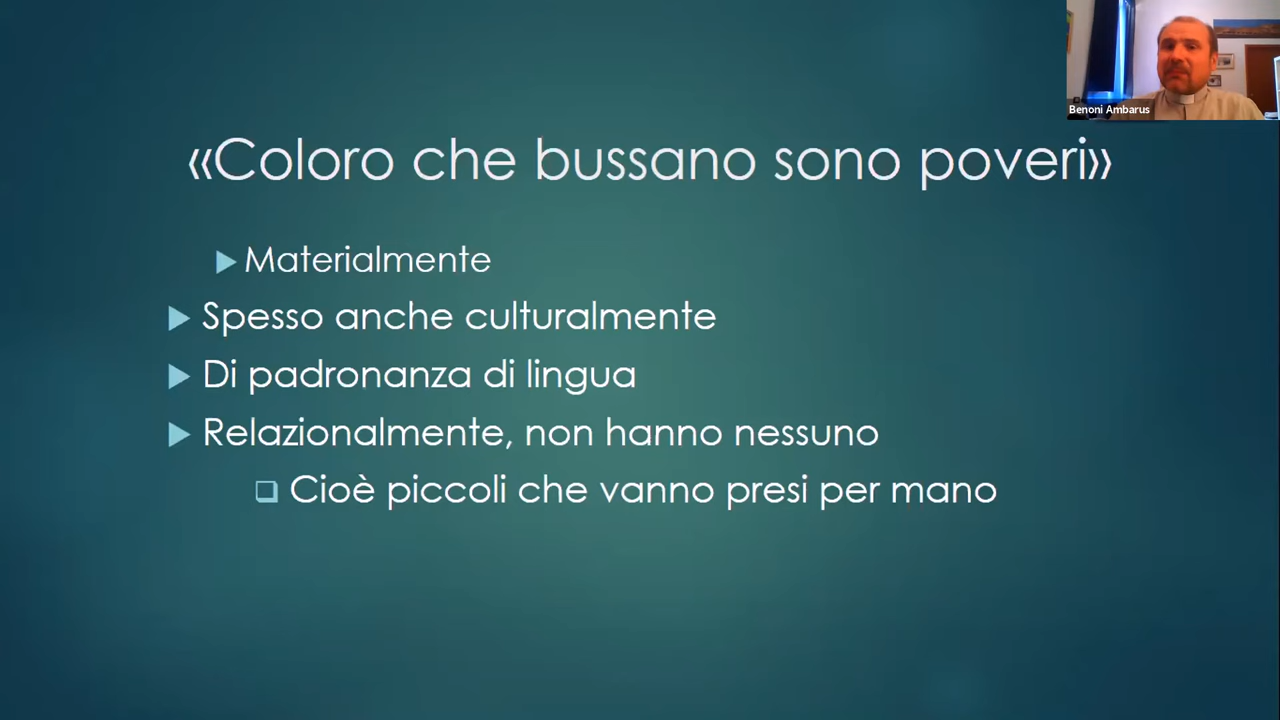 Benoni Ambarus
«Coloro che bussano sono poveri»
Materialmente
Spesso anche culturalmente
Di padronanza di lingua
Relazionalmente, non hanno nessuno
Cioè piccoli che vanno presi per mano